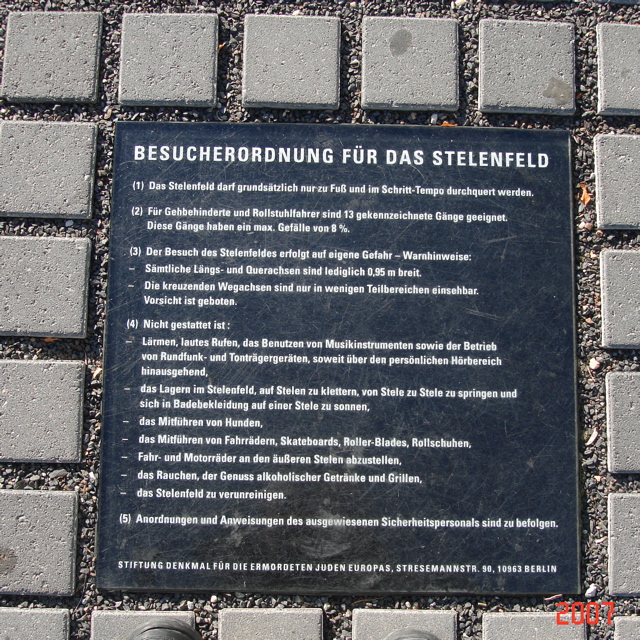 BESUCHERORDNUNG FÜR DAS STELENFELD
(1) Das Stelenfeld darf grundsätzlich nur zu Fuß und im Schritt-Tempo durchquert werden.
(2) Für Gehbehinderte und Rollstuhlfahrer sind 13 gekennzeichnete Gänge geeignet.
Diese Gänge haben ein max. Gefälle von 8 %.
(3) Der Besuch des Stelenfeldes erfolgt auf eigene Gefahr – Warnhinweise:
– Sämtliche Längs- und Querachsen sind lediglich 0,95 m breit.
– Die kreuzenden Wegachsen sind nur in wenigen Teilbereichen einsehbar.
Vorsicht ist geboten.
(4) Nicht gestattet ist :
– Lärmen, lautes Rufen, das Benutzen von Musikinstrumenten sowie der Betrieb
von Rundfunk- und Tonträgergeräten, soweit über den persönlichen Hörbereich
hinausgehend,
– das Lagern im Stelenfeld, auf Stelen zu klettern, von Stele zu Stele zu springen und
sich in Badebekleidung auf einer Stele zu sonnen,
– das Mitführen von Hunden,
– das Mitführen von Fahrrädern, Skateboards, Roller-Blades, Rollschuhen,
– Fahr- und Motorräder an den äußeren Stelen abzustellen,
– das Rauchen, der Genuss alkoholischer Getränke und Grillen,
– das Stelenfeld zu verunreinigen.
(5) Anordnungen und Anweisungen des ausgewiesenen Sicherheitspersonals sind zu befolgen.
STIFTUNG DENKMAL FÜR DIE ERMORDETEN JUDEN EUROPAS, STRESEMANNSTR. 90, 10963 BERLIN
2007